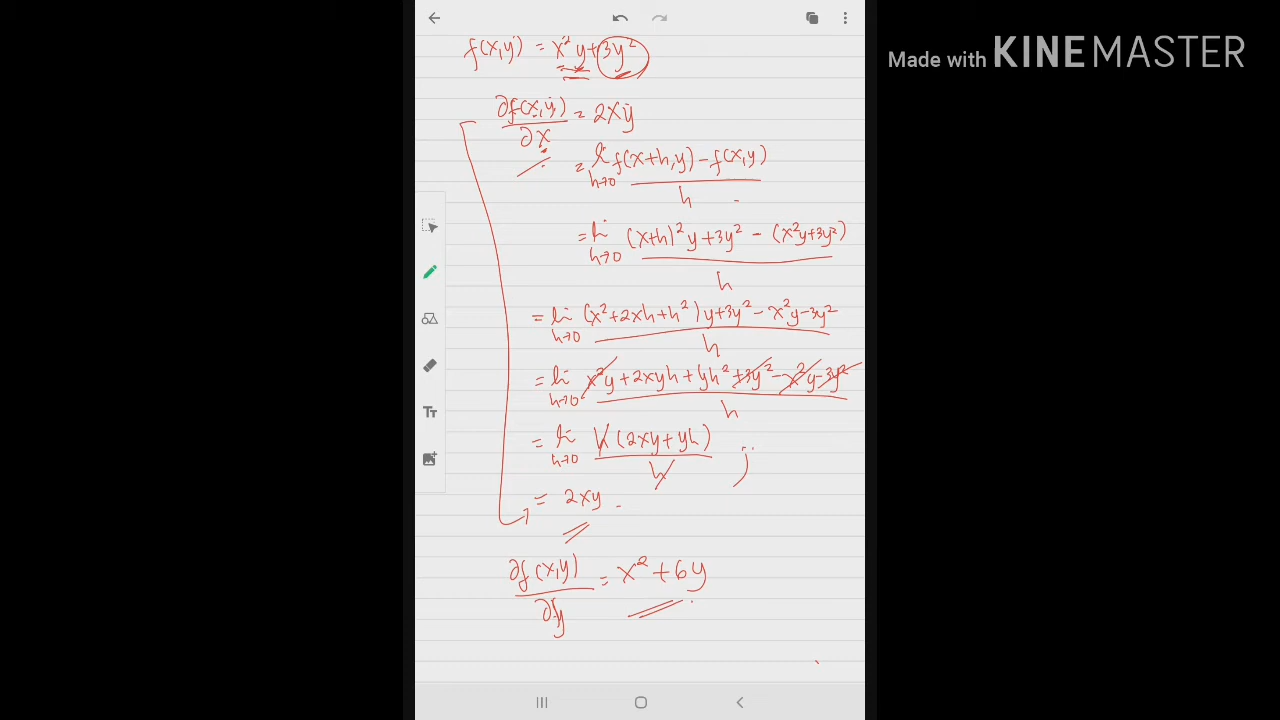 f(x,y) = x²y+3y²
Made with KINEMASTER
∂f(x,y)/∂x = 2xy
= lim h→0 (f(x+h,y) - f(x,y))/h
= lim h→0 ((x+h)²y+3y² - (x²y+3y²))/h
= lim h→0 ((x²+2xh+h²)y+3y²-x²y-3y²)/h
= lim h→0 (x²y+2xyh+yh²+3y²-x²y-3y²)/h
= lim h→0 h(2xy+yh)/h ;
= 2xy
∂f(x,y)/∂y = x²+6y
Tт